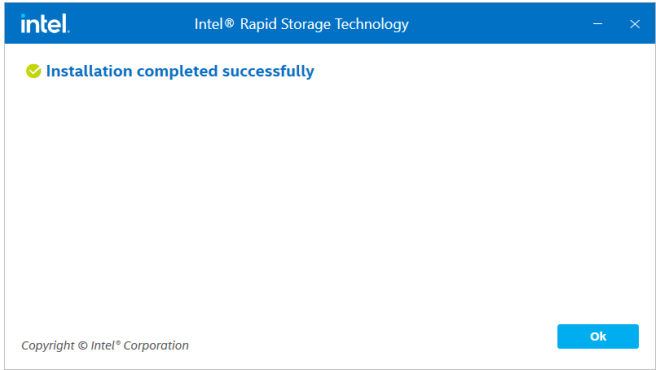 intel.
Intel® Rapid Storage Technology
Installation completed successfully
Copyright © Intel® Corporation
Ok